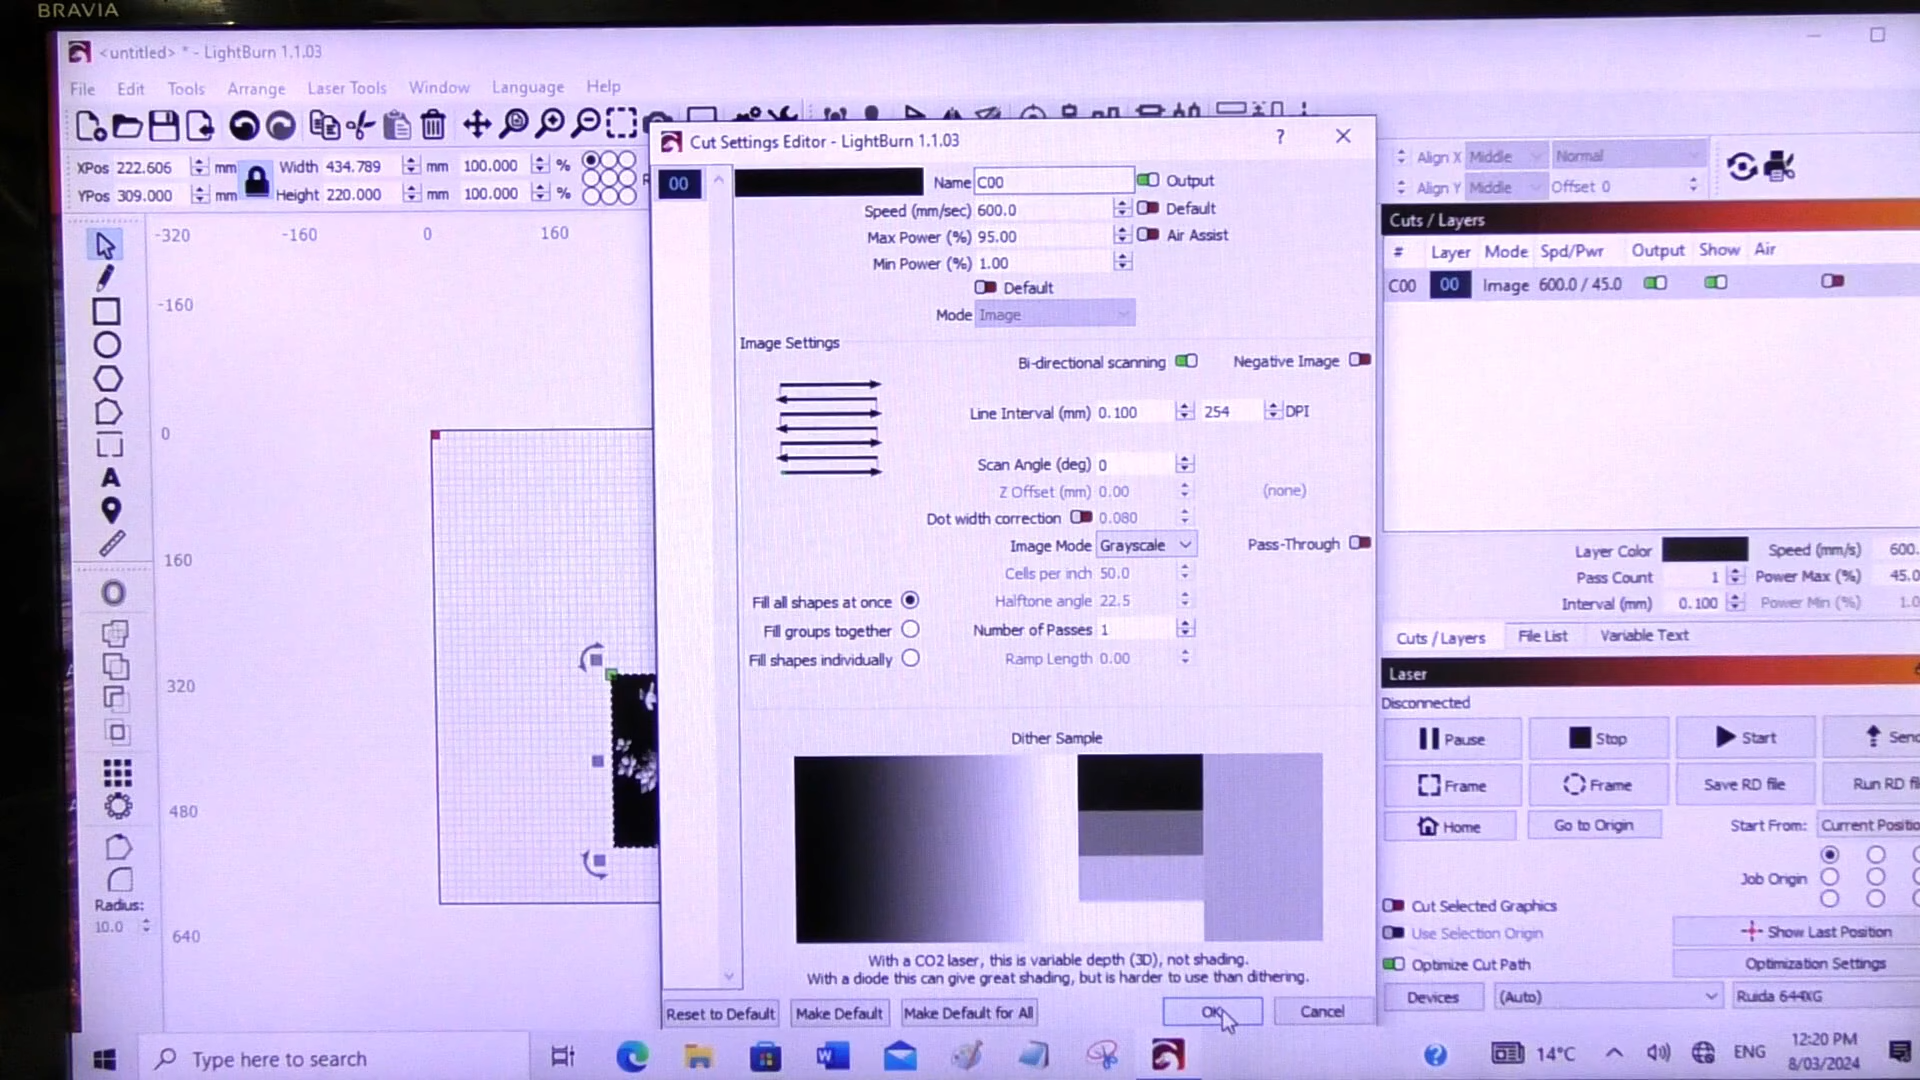 BRAVIA
<untitled> * - LightBurn 1.1.03
File Edit Tools Arrange Laser Tools Window Language Help
XPos 222.606 mm Width 434.789 mm 100.000 %
YPos 309.000 mm Height 220.000 mm 100.000 %
Align X Middle Normal
Align Y Middle Offset 0
-320 -160 0 160
-160
0
160
320
480
640
Radius:
10.0
Cut Settings Editor - LightBurn 1.1.03
00
Name C00 Output
Speed (mm/sec) 600.0 Default
Max Power (%) 95.00 Air Assist
Min Power (%) 1.00
Default
Mode Image
Image Settings
Bi-directional scanning Negative Image
Line Interval (mm) 0.100 254 DPI
Scan Angle (deg) 0
Z Offset (mm) 0.00 (none)
Dot width correction 0.080
Image Mode Grayscale Pass-Through
Cells per inch 50.0
Fill all shapes at once Halftone angle 22.5
Fill groups together Number of Passes 1
Fill shapes individually Ramp Length 0.00
Dither Sample
With a CO2 laser, this is variable depth (3D), not shading.
With a diode this can give great shading, but is harder to use than dithering.
Reset to Default Make Default Make Default for All OK Cancel
Cuts / Layers
# Layer Mode Spd/Pwr Output Show Air
C00 00 Image 600.0 / 45.0
Layer Color Speed (mm/s) 600.
Pass Count 1 Power Max (%) 45.0
Interval (mm) 0.100 Power Min (%) 1.0
Cuts / Layers File List Variable Text
Laser
Disconnected
Pause Stop Start Send
Frame Frame Save RD file Run RD fi
Home Go to Origin Start From: Current Positio
Job Origin
Cut Selected Graphics
Use Selection Origin Show Last Position
Optimize Cut Path Optimization Settings
Devices (Auto) Ruida 644XG
Type here to search
14°C ENG 12:20 PM
8/03/2024